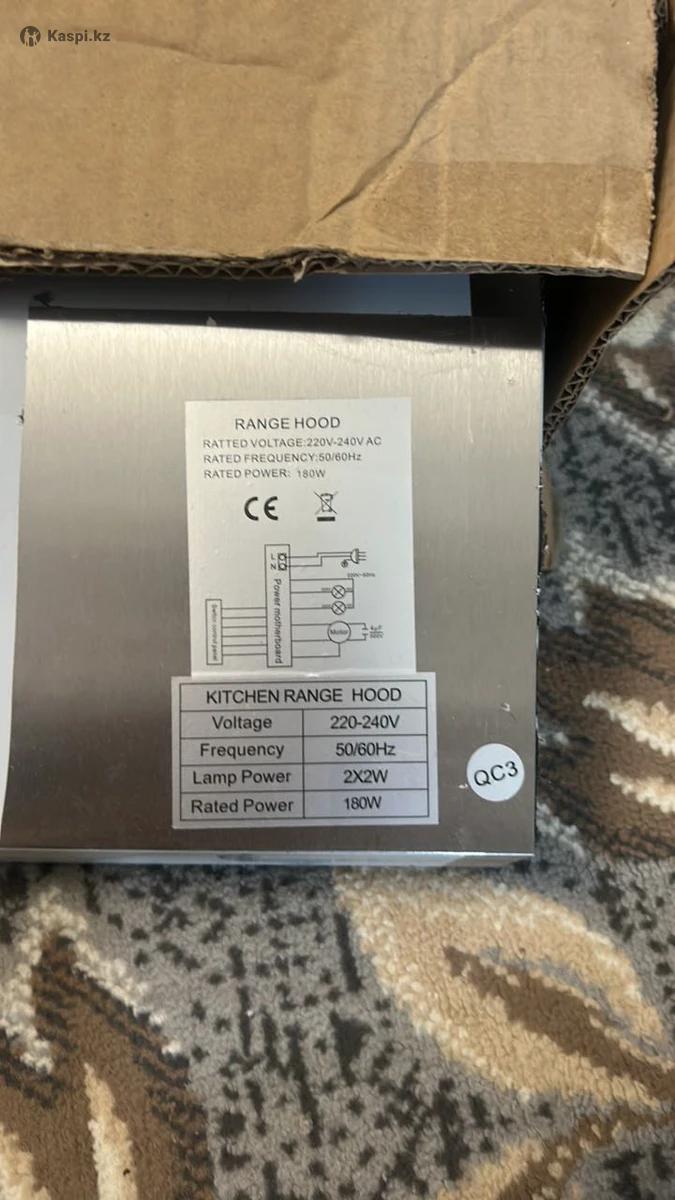 Kaspi.kz
RANGE HOOD
RATTED VOLTAGE:220V-240V AC
RATED FREQUENCY:50/60Hz
RATED POWER: 180W
CE
L
N
220V~50Hz
Power motherboard
Switch control panel
Motor
KITCHEN RANGE HOOD
Voltage 220-240V
Frequency 50/60Hz
Lamp Power 2X2W
Rated Power 180W
QC3